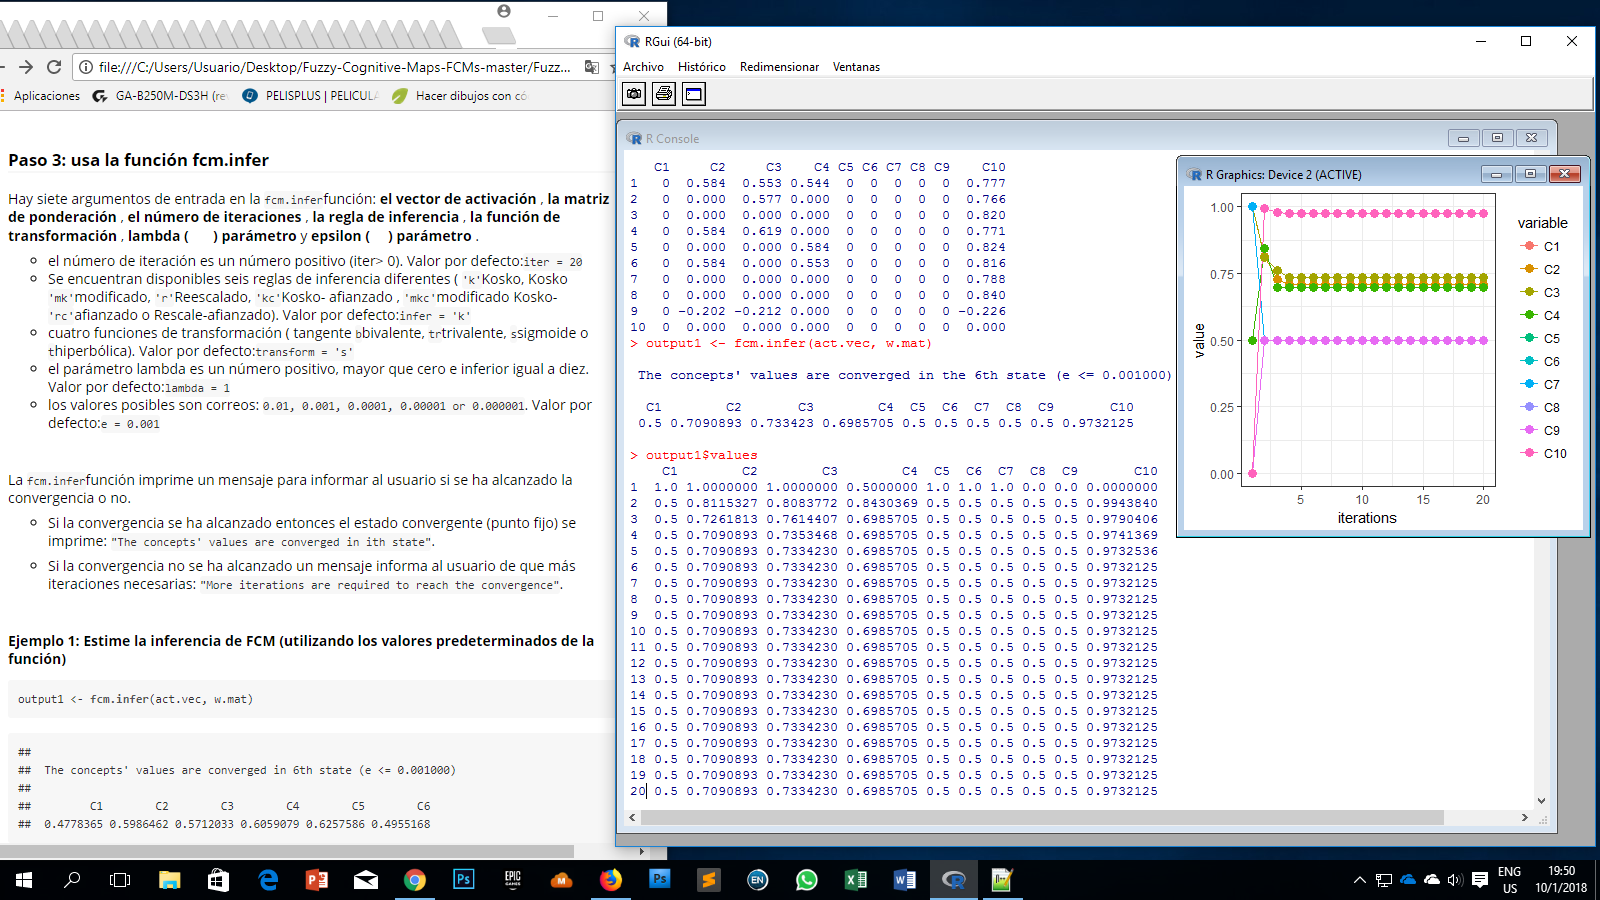 file:///C:/Users/Usuario/Desktop/Fuzzy-Cognitive-Maps-FCMs-master/Fuzz...
Aplicaciones GA-B250M-DS3H (re PELISPLUS | PELICULA Hacer dibujos con có
Paso 3: usa la función fcm.infer
Hay siete argumentos de entrada en la fcm.inferfunción: el vector de activación , la matriz
de ponderación , el número de iteraciones , la regla de inferencia , la función de
transformación , lambda ( ) parámetro y epsilon ( ) parámetro .
el número de iteración es un número positivo (iter> 0). Valor por defecto:iter = 20
Se encuentran disponibles seis reglas de inferencia diferentes ( 'k'Kosko, Kosko
'mk'modificado, 'r'Reescalado, 'kc'Kosko- afianzado , 'mkc'modificado Kosko-
'rc'afianzado o Rescale-afianzado). Valor por defecto:infer = 'k'
cuatro funciones de transformación ( tangente bbivalente, trtrivalente, ssigmoide o
thiperbólica). Valor por defecto:transform = 's'
el parámetro lambda es un número positivo, mayor que cero e inferior igual a diez.
Valor por defecto:lambda = 1
los valores posibles son correos: 0.01, 0.001, 0.0001, 0.00001 or 0.000001. Valor por
defecto:e = 0.001
La fcm.inferfunción imprime un mensaje para informar al usuario si se ha alcanzado la
convergencia o no.
Si la convergencia se ha alcanzado entonces el estado convergente (punto fijo) se
imprime: "The concepts' values are converged in ith state".
Si la convergencia no se ha alcanzado un mensaje informa al usuario de que más
iteraciones necesarias: "More iterations are required to reach the convergence".
Ejemplo 1: Estime la inferencia de FCM (utilizando los valores predeterminados de la
función)
output1 <- fcm.infer(act.vec, w.mat)
##
## The concepts' values are converged in 6th state (e <= 0.001000)
##
## C1 C2 C3 C4 C5 C6
## 0.4778365 0.5986462 0.5712033 0.6059079 0.6257586 0.4955168
RGui (64-bit)
Archivo Histórico Redimensionar Ventanas
R Console
C1 C2 C3 C4 C5 C6 C7 C8 C9 C10
1 0 0.584 0.553 0.544 0 0 0 0 0 0.777
2 0 0.000 0.577 0.000 0 0 0 0 0 0.766
3 0 0.000 0.000 0.000 0 0 0 0 0 0.820
4 0 0.584 0.619 0.000 0 0 0 0 0 0.771
5 0 0.000 0.000 0.584 0 0 0 0 0 0.824
6 0 0.584 0.000 0.553 0 0 0 0 0 0.816
7 0 0.000 0.000 0.000 0 0 0 0 0 0.788
8 0 0.000 0.000 0.000 0 0 0 0 0 0.840
9 0 -0.202 -0.212 0.000 0 0 0 0 0 -0.226
10 0 0.000 0.000 0.000 0 0 0 0 0 0.000
> output1 <- fcm.infer(act.vec, w.mat)
The concepts' values are converged in the 6th state (e <= 0.001000)
C1 C2 C3 C4 C5 C6 C7 C8 C9 C10
0.5 0.7090893 0.733423 0.6985705 0.5 0.5 0.5 0.5 0.5 0.9732125
> output1$values
C1 C2 C3 C4 C5 C6 C7 C8 C9 C10
1 1.0 1.0000000 1.0000000 0.5000000 1.0 1.0 1.0 0.0 0.0 0.0000000
2 0.5 0.8115327 0.8083772 0.8430369 0.5 0.5 0.5 0.5 0.5 0.9943840
3 0.5 0.7261813 0.7614407 0.6985705 0.5 0.5 0.5 0.5 0.5 0.9790406
4 0.5 0.7090893 0.7353468 0.6985705 0.5 0.5 0.5 0.5 0.5 0.9741369
5 0.5 0.7090893 0.7334230 0.6985705 0.5 0.5 0.5 0.5 0.5 0.9732536
6 0.5 0.7090893 0.7334230 0.6985705 0.5 0.5 0.5 0.5 0.5 0.9732125
7 0.5 0.7090893 0.7334230 0.6985705 0.5 0.5 0.5 0.5 0.5 0.9732125
8 0.5 0.7090893 0.7334230 0.6985705 0.5 0.5 0.5 0.5 0.5 0.9732125
9 0.5 0.7090893 0.7334230 0.6985705 0.5 0.5 0.5 0.5 0.5 0.9732125
10 0.5 0.7090893 0.7334230 0.6985705 0.5 0.5 0.5 0.5 0.5 0.9732125
11 0.5 0.7090893 0.7334230 0.6985705 0.5 0.5 0.5 0.5 0.5 0.9732125
12 0.5 0.7090893 0.7334230 0.6985705 0.5 0.5 0.5 0.5 0.5 0.9732125
13 0.5 0.7090893 0.7334230 0.6985705 0.5 0.5 0.5 0.5 0.5 0.9732125
14 0.5 0.7090893 0.7334230 0.6985705 0.5 0.5 0.5 0.5 0.5 0.9732125
15 0.5 0.7090893 0.7334230 0.6985705 0.5 0.5 0.5 0.5 0.5 0.9732125
16 0.5 0.7090893 0.7334230 0.6985705 0.5 0.5 0.5 0.5 0.5 0.9732125
17 0.5 0.7090893 0.7334230 0.6985705 0.5 0.5 0.5 0.5 0.5 0.9732125
18 0.5 0.7090893 0.7334230 0.6985705 0.5 0.5 0.5 0.5 0.5 0.9732125
19 0.5 0.7090893 0.7334230 0.6985705 0.5 0.5 0.5 0.5 0.5 0.9732125
20 0.5 0.7090893 0.7334230 0.6985705 0.5 0.5 0.5 0.5 0.5 0.9732125
R Graphics: Device 2 (ACTIVE)
1.00
0.75
0.50
0.25
0.00
value
5 10 15 20
iterations
variable
C1
C2
C3
C4
C5
C6
C7
C8
C9
C10
EPIC
GAMES
EN
ENG
US
19:50
10/1/2018